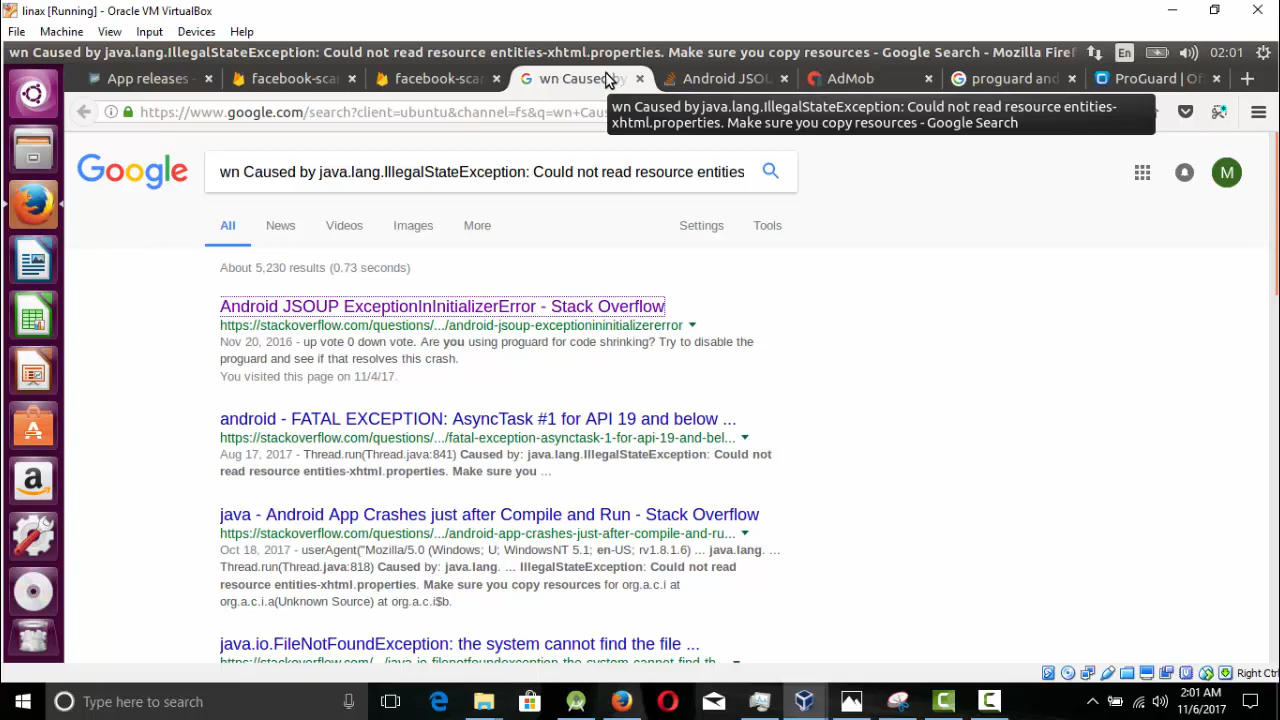 linax [Running] - Oracle VM VirtualBox
File Machine View Input Devices Help
wn Caused by java.lang.IllegalStateException: Could not read resource entities-xhtml.properties. Make sure you copy resources - Google Search - Mozilla Firef
En 02:01
App releases - × facebook-sca × facebook-sca × wn Caused by × Android JSOU × AdMob × proguard and × ProGuard | O ×
https://www.google.com/search?client=ubuntu&channel=fs&q=wn+Cau
wn Caused by java.lang.IllegalStateException: Could not read resource entities-
xhtml.properties. Make sure you copy resources - Google Search
Google
wn Caused by java.lang.IllegalStateException: Could not read resource entities
M
All News Videos Images More Settings Tools
About 5,230 results (0.73 seconds)
Android JSOUP ExceptionInInitializerError - Stack Overflow
https://stackoverflow.com/questions/.../android-jsoup-exceptionininitializererror
Nov 20, 2016 - up vote 0 down vote. Are you using proguard for code shrinking? Try to disable the
proguard and see if that resolves this crash.
You visited this page on 11/4/17.
android - FATAL EXCEPTION: AsyncTask #1 for API 19 and below ...
https://stackoverflow.com/questions/.../fatal-exception-asynctask-1-for-api-19-and-bel...
Aug 17, 2017 - Thread.run(Thread.java:841) Caused by: java.lang.IllegalStateException: Could not
read resource entities-xhtml.properties. Make sure you ...
java - Android App Crashes just after Compile and Run - Stack Overflow
https://stackoverflow.com/questions/.../android-app-crashes-just-after-compile-and-ru...
Oct 18, 2017 - userAgent("Mozilla/5.0 (Windows; U; WindowsNT 5.1; en-US; rv1.8.1.6) ... java.lang. ...
Thread.run(Thread.java:818) Caused by: java.lang. ... IllegalStateException: Could not read
resource entities-xhtml.properties. Make sure you copy resources for org.a.c.i at
org.a.c.i.a(Unknown Source) at org.a.c.i$b.
java.io.FileNotFoundException: the system cannot find the file ...
Right Ctrl
Type here to search
2:01 AM
11/6/2017